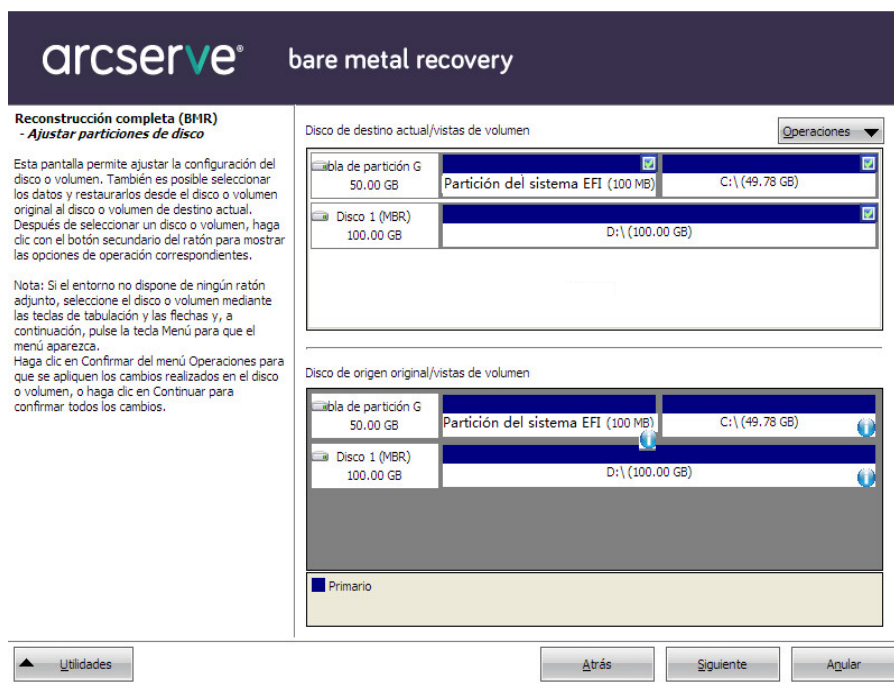 arcserve® bare metal recovery
Reconstrucción completa (BMR)
- Ajustar particiones de disco
Esta pantalla permite ajustar la configuración del
disco o volumen. También es posible seleccionar
los datos y restaurarlos desde el disco o volumen
original al disco o volumen de destino actual.
Después de seleccionar un disco o volumen, haga
clic con el botón secundario del ratón para mostrar
las opciones de operación correspondientes.
Nota: Si el entorno no dispone de ningún ratón
adjunto, seleccione el disco o volumen mediante
las teclas de tabulación y las flechas y, a
continuación, pulse la tecla Menú para que el
menú aparezca.
Haga clic en Confirmar del menú Operaciones para
que se apliquen los cambios realizados en el disco
o volumen, o haga clic en Continuar para
confirmar todos los cambios.
Disco de destino actual/vistas de volumen
Operaciones
bla de partición G
50.00 GB
Partición del sistema EFI (100 MB)
C:\ (49.78 GB)
Disco 1 (MBR)
100.00 GB
D:\ (100.00 GB)
Disco de origen original/vistas de volumen
bla de partición G
50.00 GB
Partición del sistema EFI (100 MB)
C:\ (49.78 GB)
Disco 1 (MBR)
100.00 GB
D:\ (100.00 GB)
Primario
Utilidades
Atrás
Siguiente
Anular